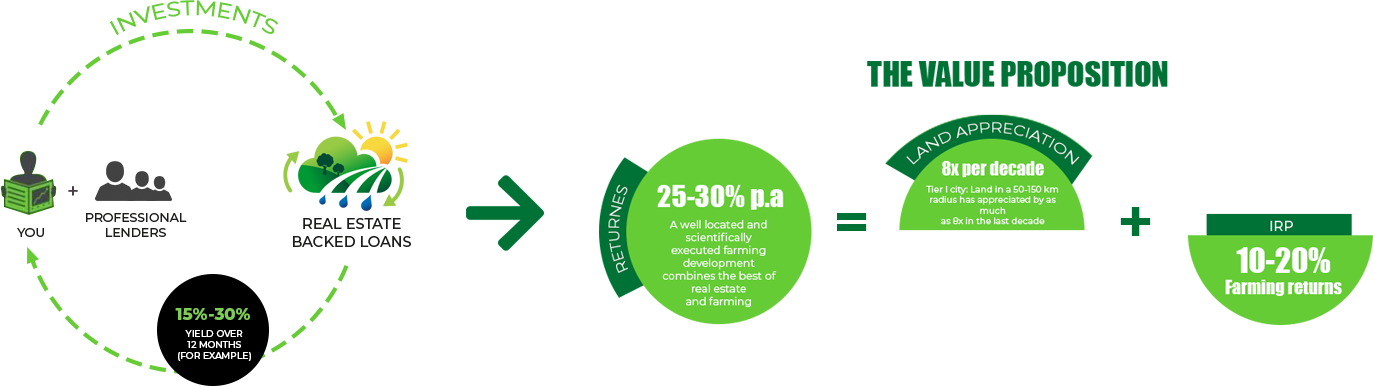 INVESTMENTS
YOU
+
PROFESSIONAL
LENDERS
REAL ESTATE
BACKED LOANS
15%-30%
YIELD OVER
12 MONTHS
(FOR EXAMPLE)
THE VALUE PROPOSITION
RETURNES
25-30% p.a
A well located and
scientifically
executed farming
development
combines the best of
real estate
and farming
=
LAND APPRECIATION
8x per decade
Tier I city: Land in a 50-150 km
radius has appreciated by as
much
as 8x in the last decade
+
IRP
10-20%
Farming returns